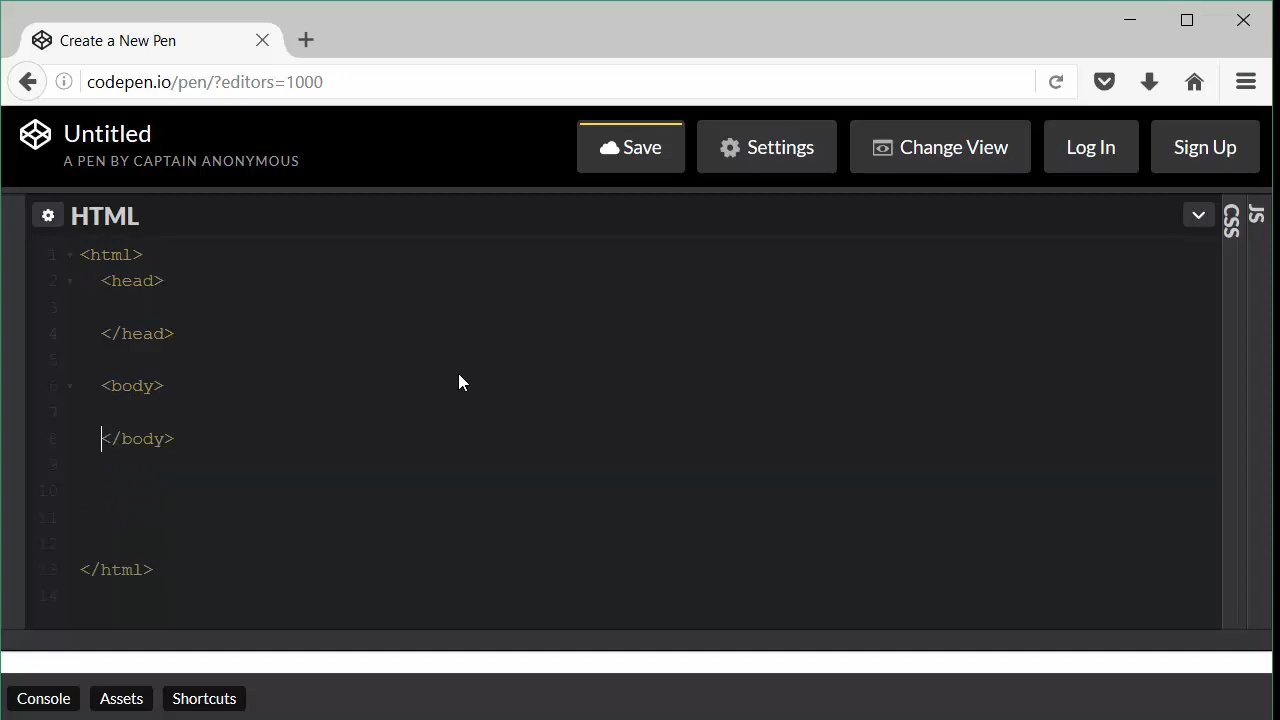 Create a New Pen
codepen.io/pen/?editors=1000
Untitled
A PEN BY CAPTAIN ANONYMOUS
Save
Settings
Change View
Log In
Sign Up
HTML
CSS
JS
1 <html>
2 <head>
3
4 </head>
5
6 <body>
7
8 </body>
9
10
11
12
13 </html>
14
Console
Assets
Shortcuts